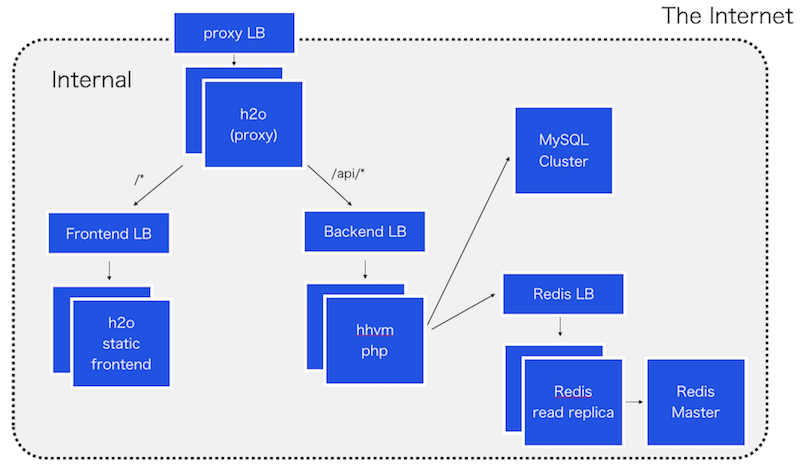 The Internet
proxy LB
Internal
h2o
(proxy)
/*
/api/*
MySQL
Cluster
Frontend LB
Backend LB
Redis LB
h2o
static
frontend
hhvm
php
Redis
read replica
Redis
Master